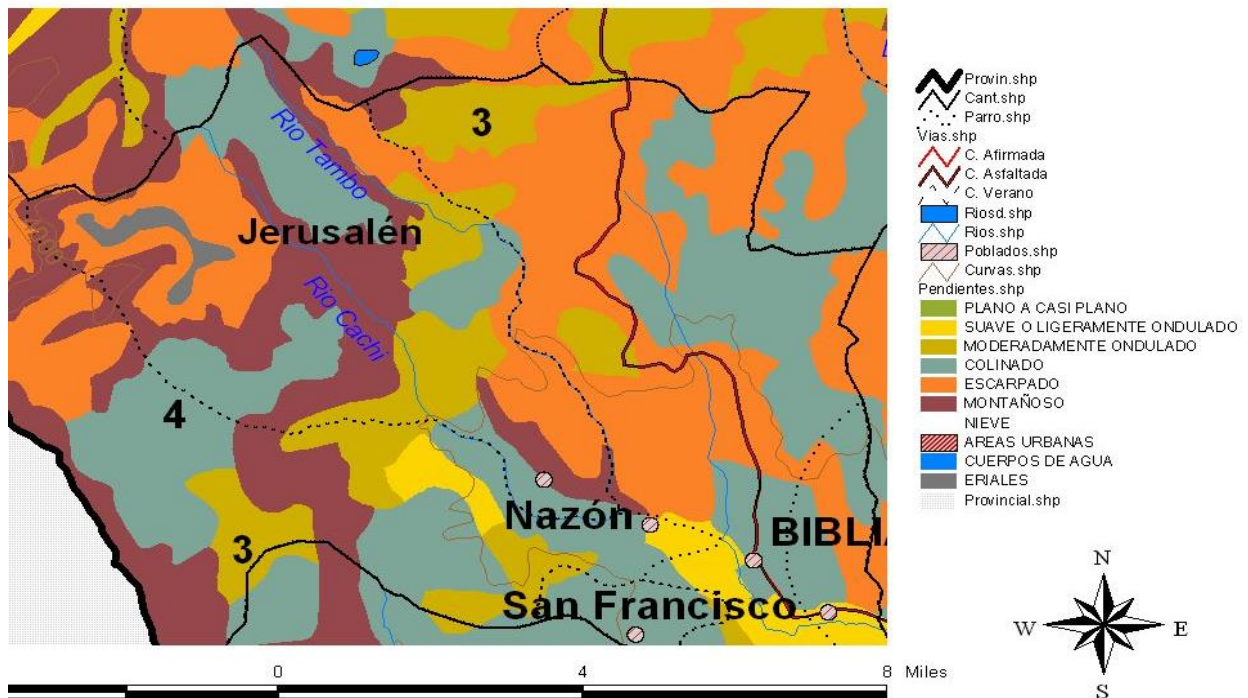 3
Rio Tambo
Jerusalén
Rio Cachi
4
Nazón
BIBLIA
3
San Francisco
0 4 8 Miles
Provin.shp
Cant.shp
Parro.shp
Vias.shp
C. Afirmada
C. Asfaltada
C. Verano
Riosd.shp
Rios.shp
Poblados.shp
Curvas.shp
Pendientes.shp
PLANO A CASI PLANO
SUAVE O LIGERAMENTE ONDULADO
MODERADAMENTE ONDULADO
COLINADO
ESCARPADO
MONTAÑOSO
NIEVE
AREAS URBANAS
CUERPOS DE AGUA
ERIALES
Provincial.shp
N
W E
S